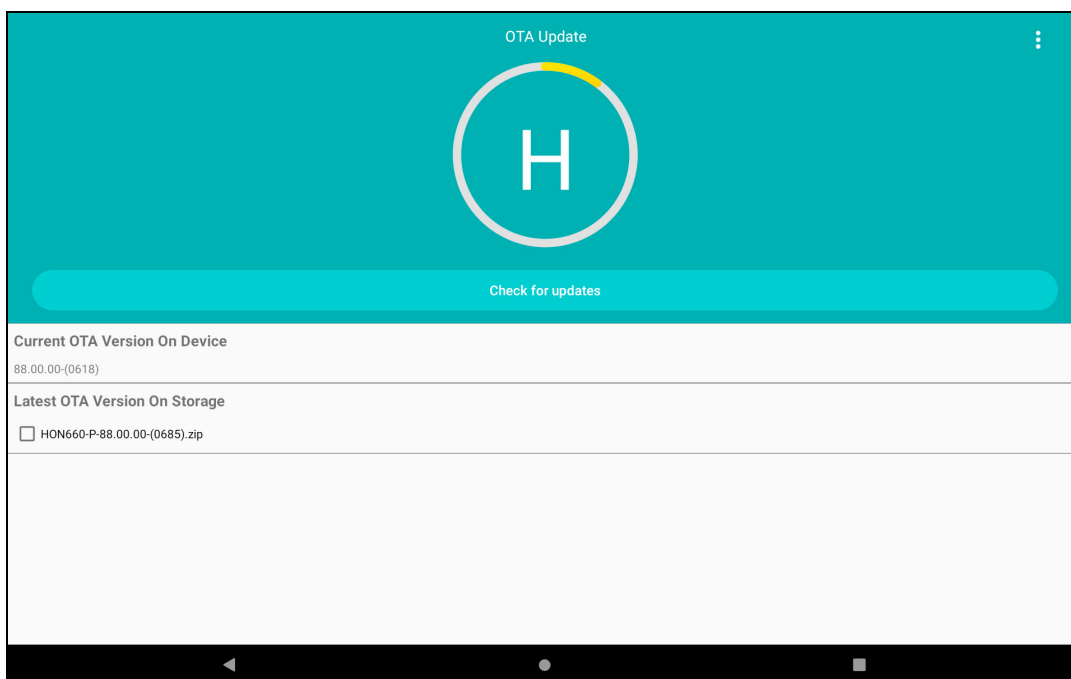 OTA Update
H
Check for updates
Current OTA Version On Device
88.00.00-(0618)
Latest OTA Version On Storage
HON660-P-88.00.00-(0685).zip